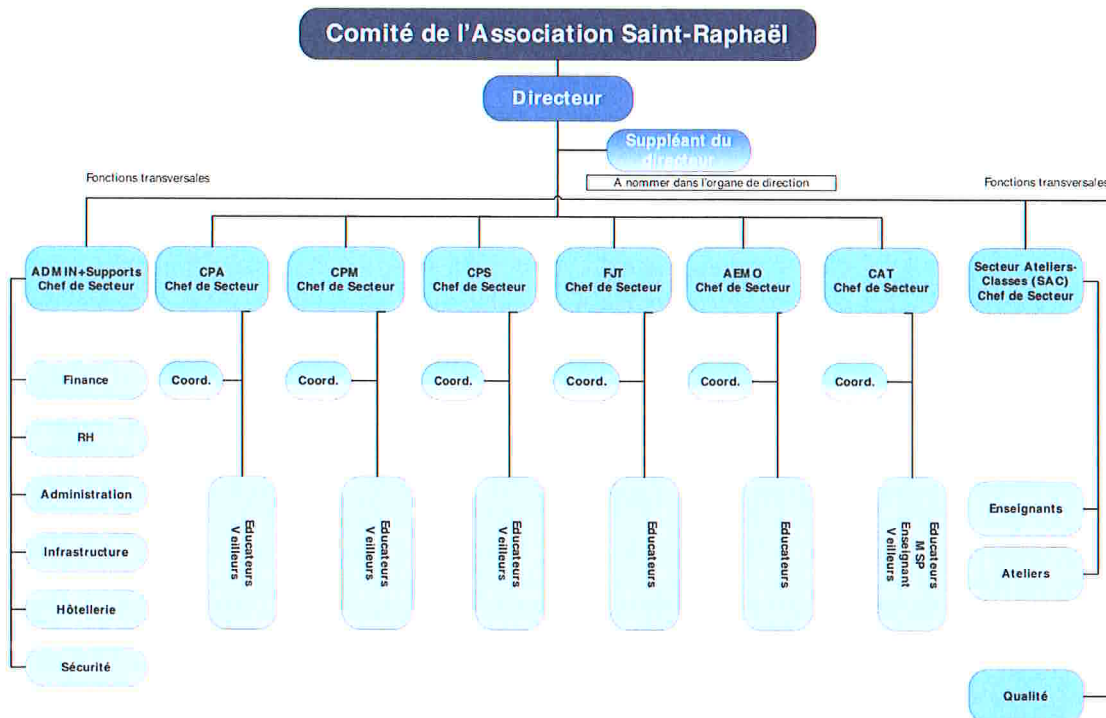 Comité de l'Association Saint-Raphaël
Directeur
Suppléant du
directeur
A nommer dans l'organe de direction
Fonctions transversales
Fonctions transversales
ADMIN+Supports
Chef de Secteur
CPA
Chef de Secteur
CPM
Chef de Secteur
CPS
Chef de Secteur
FJT
Chef de Secteur
AEMO
Chef de Secteur
CAT
Chef de Secteur
Secteur Ateliers-
Classes (SAC)
Chef de Secteur
Finance
Coord.
Coord.
Coord.
Coord.
Coord.
Coord.
RH
Administration
Infrastructure
Hôtellerie
Sécurité
Educateurs
Veilleurs
Educateurs
Veilleurs
Educateurs
Veilleurs
Educateurs
Educateurs
Educateurs
MSP
Enseignant
Veilleurs
Enseignants
Ateliers
Qualité